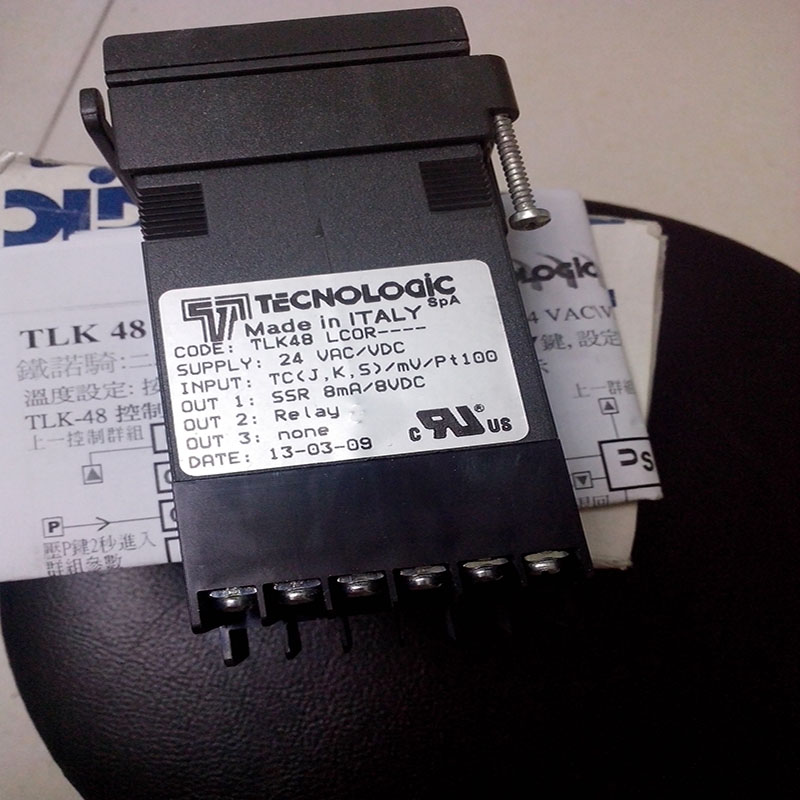 TECNOLOGIC
SpA
Made in ITALY
CODE: TLK48 LCOR----
SUPPLY: 24 VAC/VDC
INPUT: TC(J,K,S)/mV/Pt100
OUT 1: SSR 8mA/8VDC
OUT 2: Relay
OUT 3: none
DATE: 13-03-09
C RU® US
TLK 48
鐵諾騎:二
溫度設定: 按
TLK-48 控制
上一控制群組
P
壓P鍵2秒進入
群組參數
LOGIC
4 VAC\V
鍵, 設定
上一群組